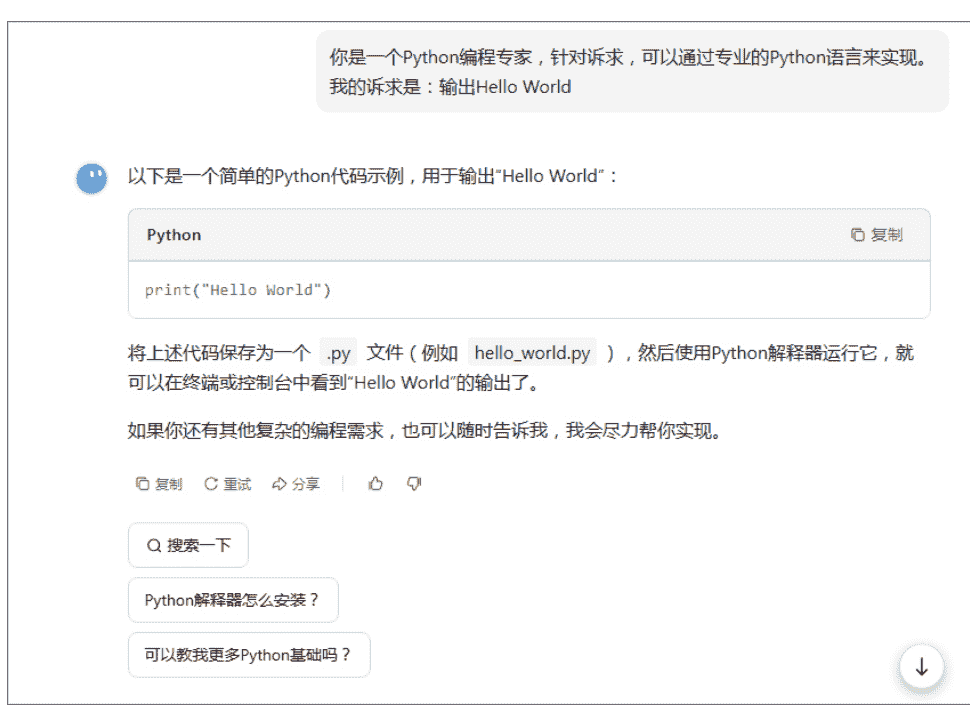 你是一个Python编程专家，针对诉求，可以通过专业的Python语言来实现。
我的诉求是：输出Hello World
以下是一个简单的Python代码示例，用于输出"Hello World"：
Python 复制
print("Hello World")
将上述代码保存为一个 .py 文件（例如 hello_world.py ），然后使用Python解释器运行它，就
可以在终端或控制台中看到"Hello World"的输出了。
如果你还有其他复杂的编程需求，也可以随时告诉我，我会尽力帮你实现。
复制 重试 分享
搜索一下
Python解释器怎么安装？
可以教我更多Python基础吗？